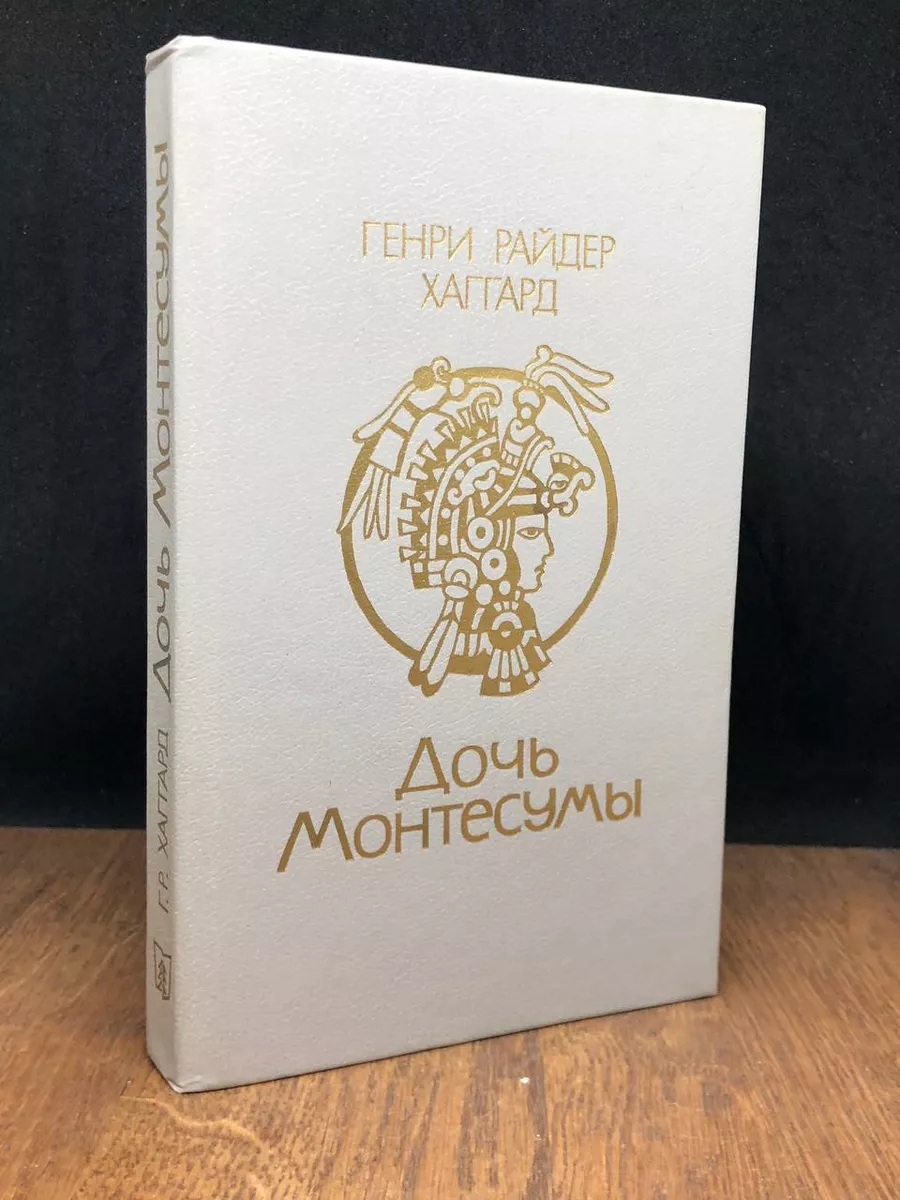 ГЕНРИ РАЙДЕР
ХАГГАРД
Дочь
Монтесумы
Г.Р. ХАГГАРД Дочь Монтесумы